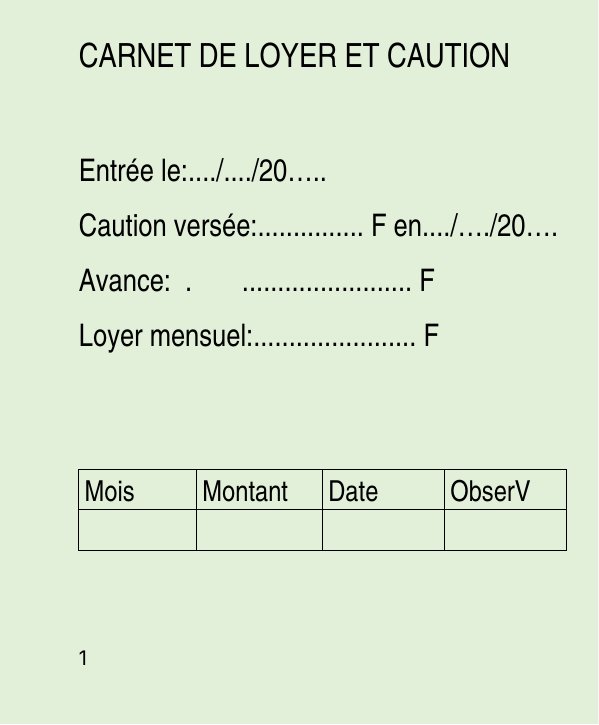 CARNET DE LOYER ET CAUTION
Entrée le:..../..../20…..
Caution versée:............... F en..../…./20….
Avance: . ........................ F
Loyer mensuel:....................... F
Mois Montant Date ObserV
1